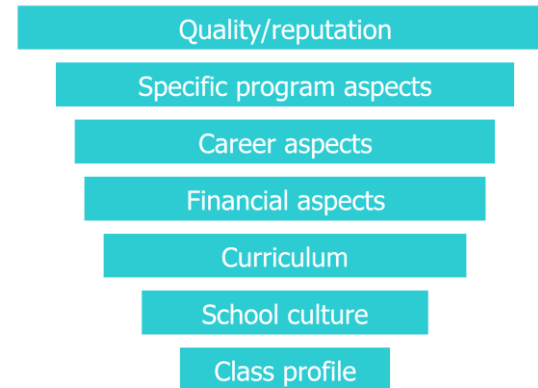 Quality/reputation
Specific program aspects
Career aspects
Financial aspects
Curriculum
School culture
Class profile